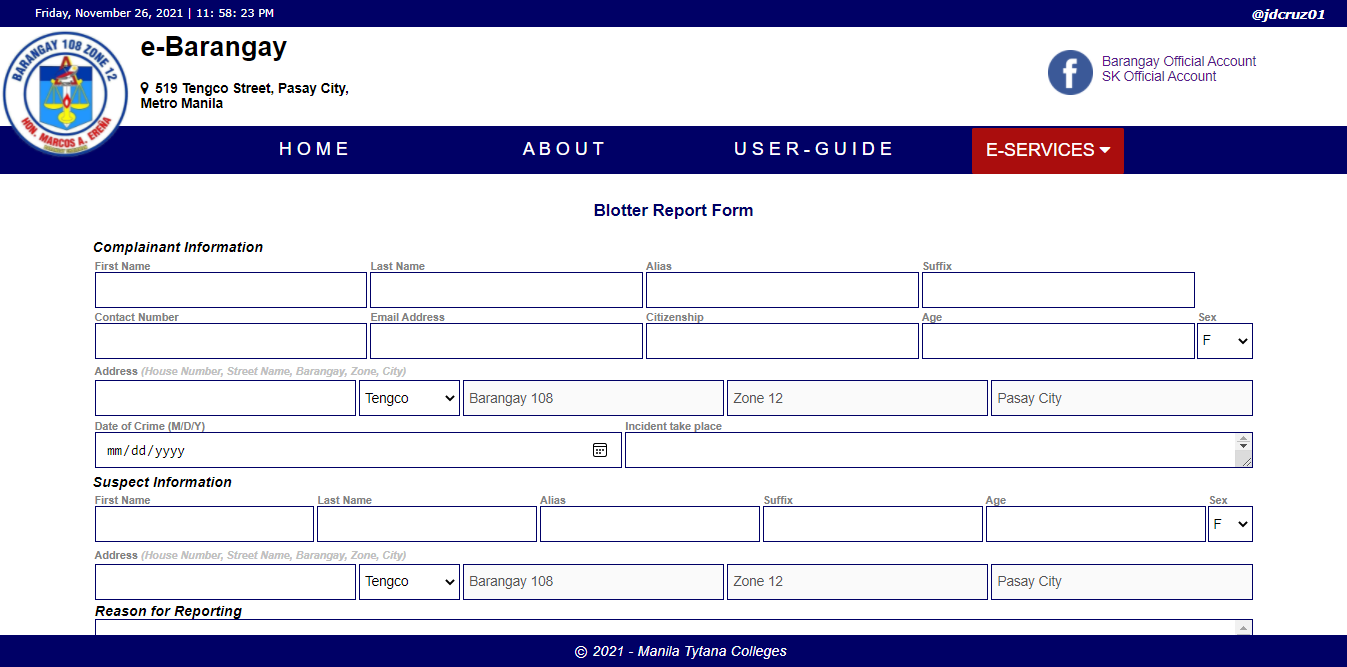 Friday, November 26, 2021 | 11: 58: 23 PM
@jdcruz01
BARANGAY 108 ZONE 12
HON. MARCOS A. EREÑA
e-Barangay
519 Tengco Street, Pasay City,
Metro Manila
f
Barangay Official Account
SK Official Account
HOME ABOUT USER-GUIDE E-SERVICES
Blotter Report Form
Complainant Information
First Name Last Name Alias Suffix
Contact Number Email Address Citizenship Age Sex
F
Address (House Number, Street Name, Barangay, Zone, City)
Tengco Barangay 108 Zone 12 Pasay City
Date of Crime (M/D/Y) Incident take place
mm/dd/yyyy
Suspect Information
First Name Last Name Alias Suffix Age Sex
F
Address (House Number, Street Name, Barangay, Zone, City)
Tengco Barangay 108 Zone 12 Pasay City
Reason for Reporting
© 2021 - Manila Tytana Colleges